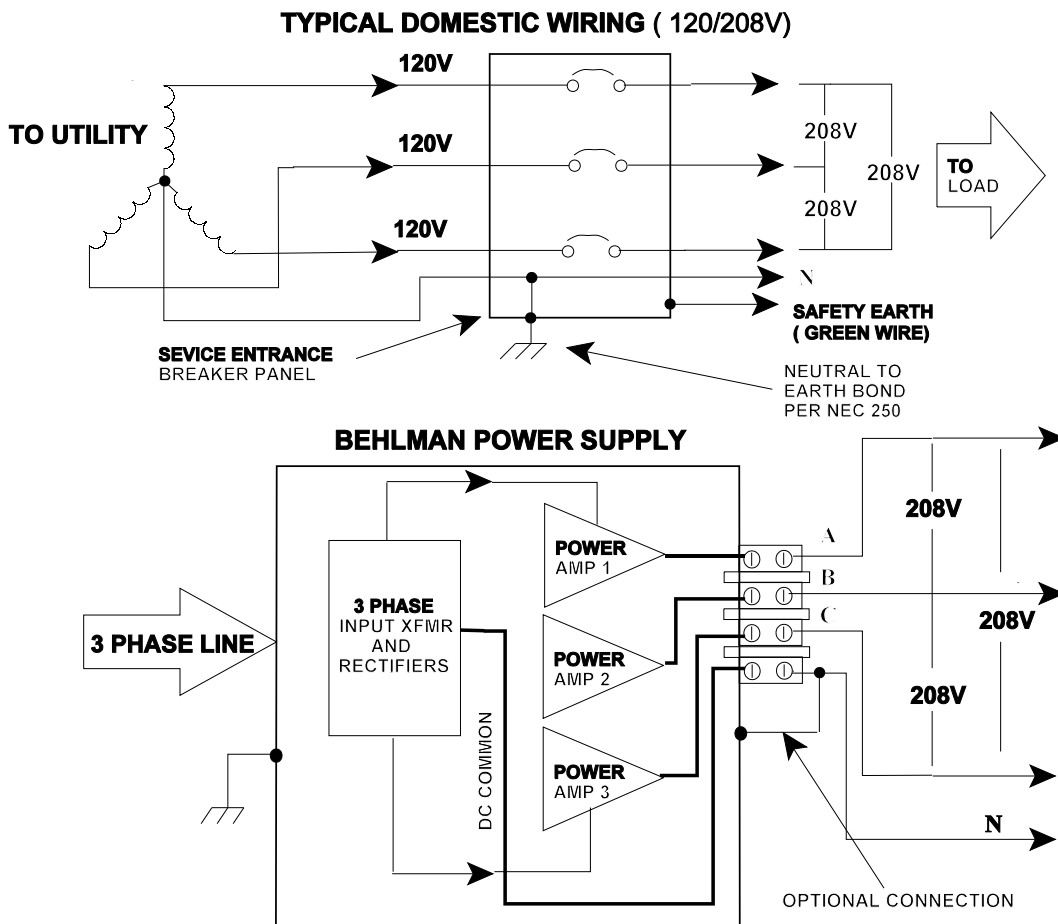 TYPICAL DOMESTIC WIRING ( 120/208V)
120V
TO UTILITY
120V
208V
208V
TO
LOAD
208V
120V
N
SAFETY EARTH
( GREEN WIRE)
SEVICE ENTRANCE
BREAKER PANEL
NEUTRAL TO
EARTH BOND
PER NEC 250
BEHLMAN POWER SUPPLY
208V
A
POWER
AMP 1
B
3 PHASE
INPUT XFMR
AND
RECTIFIERS
C
208V
3 PHASE LINE
POWER
AMP 2
208V
DC COMMON
POWER
AMP 3
N
OPTIONAL CONNECTION